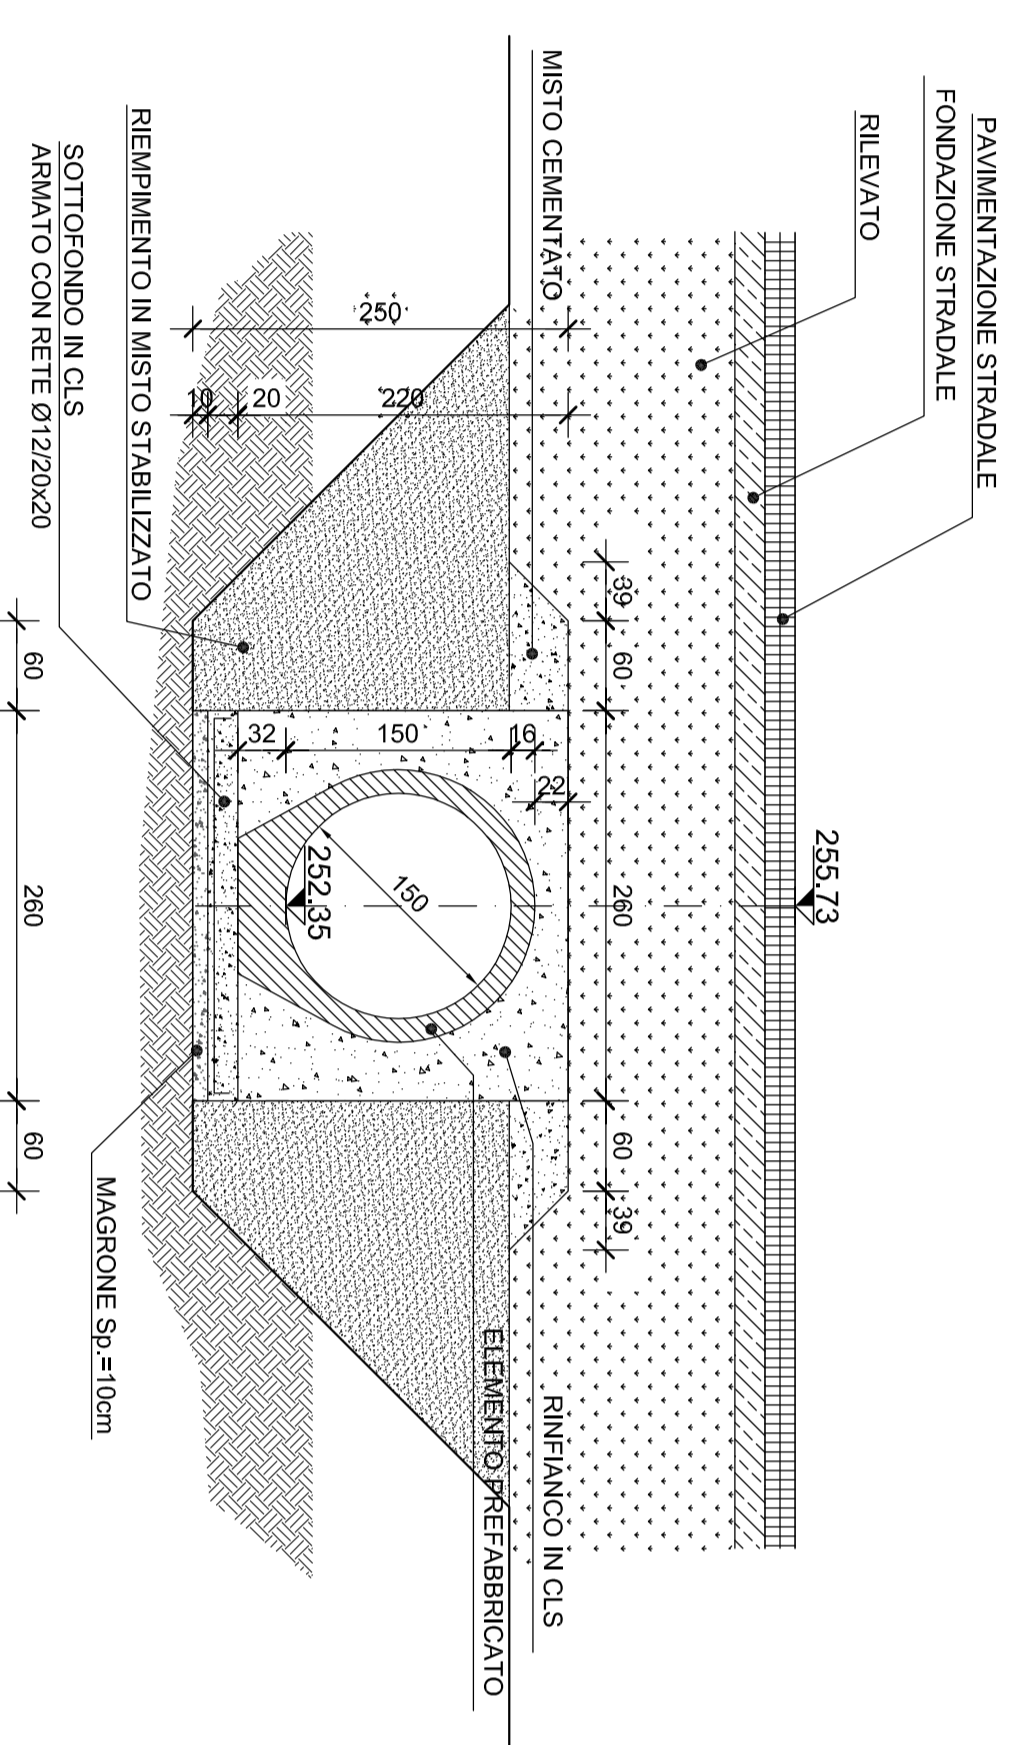 PAVIMENTAZIONE STRADALE
FONDAZIONE STRADALE
RILEVATO
MISTO CEMENTATO
RIEMPIMENTO IN MISTO STABILIZZATO
SOTTOFONDO IN CLS
ARMATO CON RETE Ø12/20x20
255.73
39
60
260
60
39
250
220
20
10
22
16
150
32
150
252.35
RINFIANCO IN CLS
ELEMENTO PREFABBRICATO
MAGRONE Sp.=10cm
60
260
60